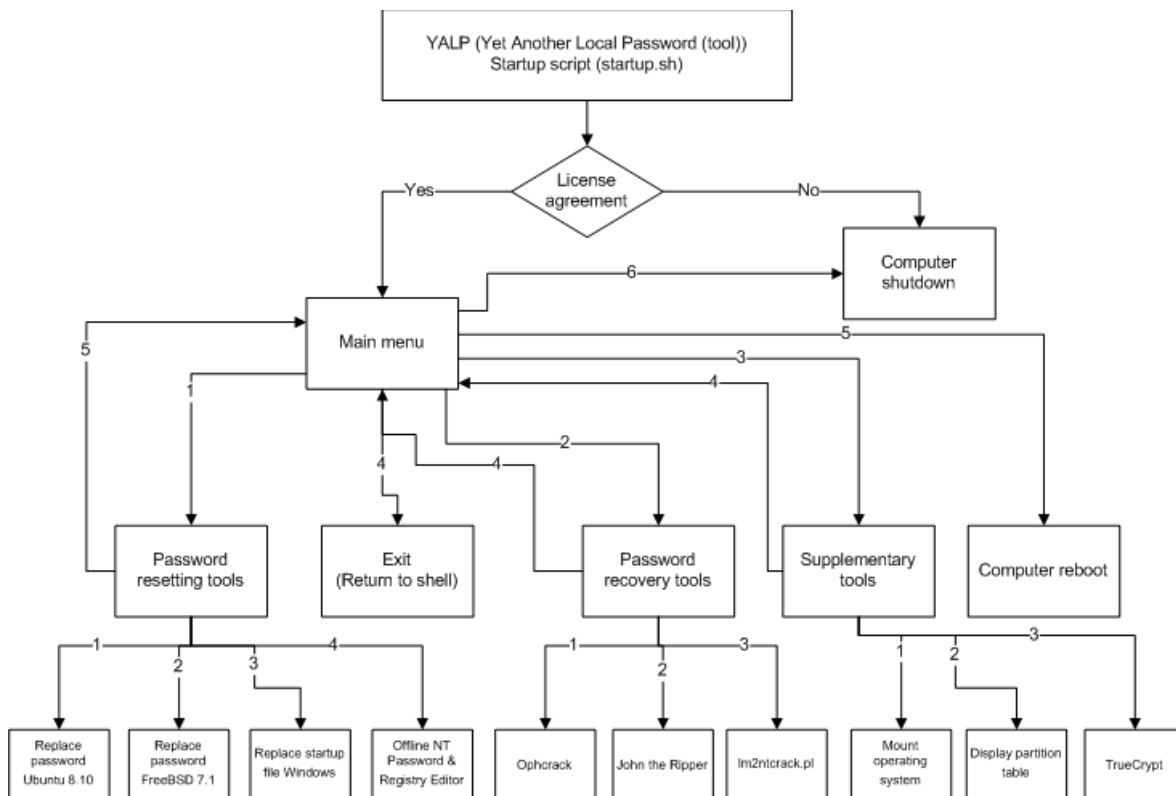 YALP (Yet Another Local Password (tool))
Startup script (startup.sh)
License
agreement
Yes
No
Computer
shutdown
6
Main menu
5
5
3
4
1
2
4
4
Password
resetting tools
Exit
(Return to shell)
Password
recovery tools
Supplementary
tools
Computer reboot
1
2
3
4
1
2
3
1
2
3
Replace
password
Ubuntu 8.10
Replace
password
FreeBSD 7.1
Replace startup
file Windows
Offline NT
Password &
Registry Editor
Ophcrack
John the Ripper
lm2ntcrack.pl
Mount
operating
system
Display partition
table
TrueCrypt